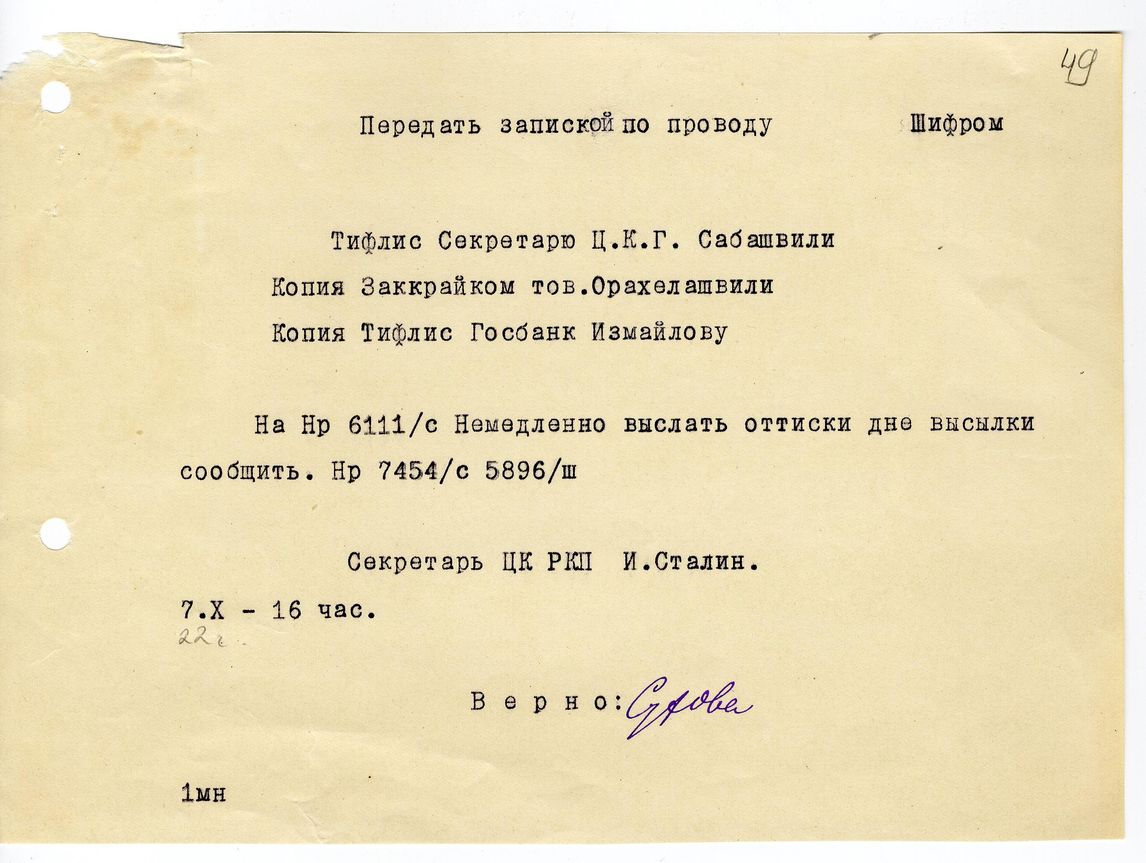 49
Передать запиской по проводу Шифром
Тифлис Секретарю Ц.К.Г. Сабашвили
Копия Заккрайком тов.Орахелашвили
Копия Тифлис Госбанк Измайлову
На Нр 6111/с Немедленно выслать оттиски дне высылки
сообщить. Нр 7454/с 5896/ш
Секретарь ЦК РКП И.Сталин.
7.X - 16 час.
22г.
Верно:
1мн